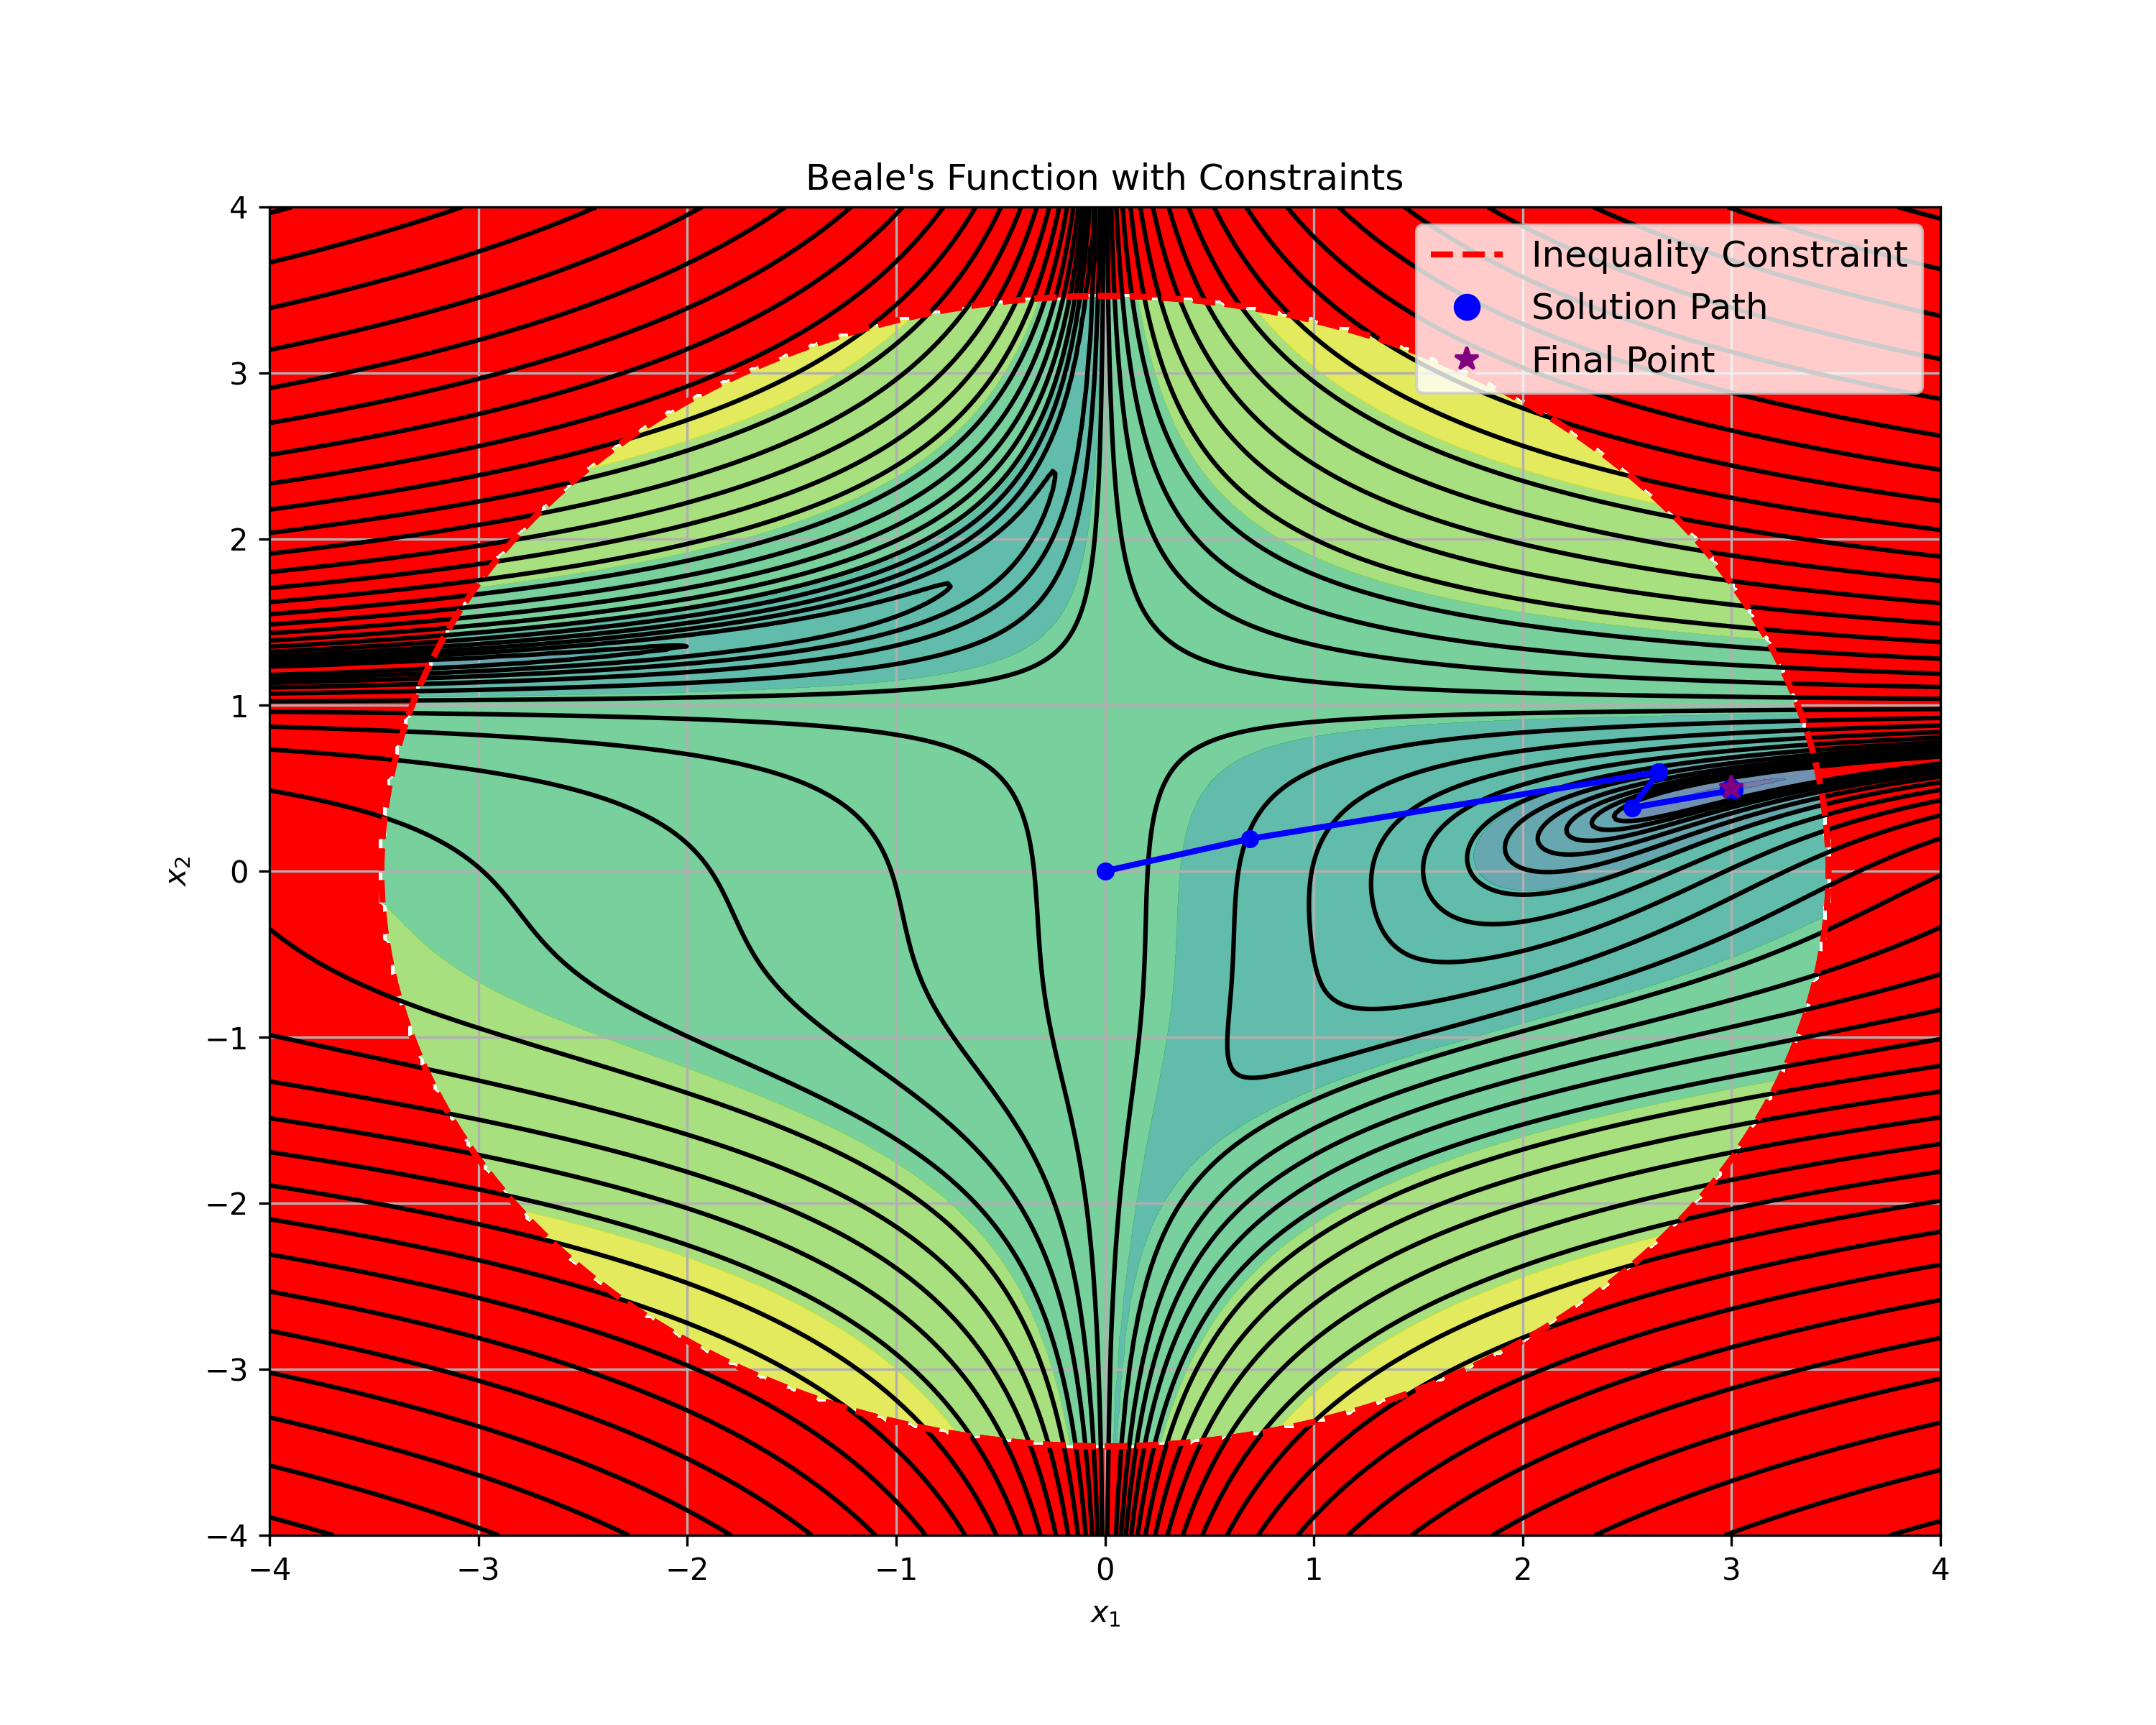 Beale's Function with Constraints
Inequality Constraint
Solution Path
Final Point
4
3
2
1
0
−1
−2
−3
−4
x₂
−4 −3 −2 −1 0 1 2 3 4
x₁